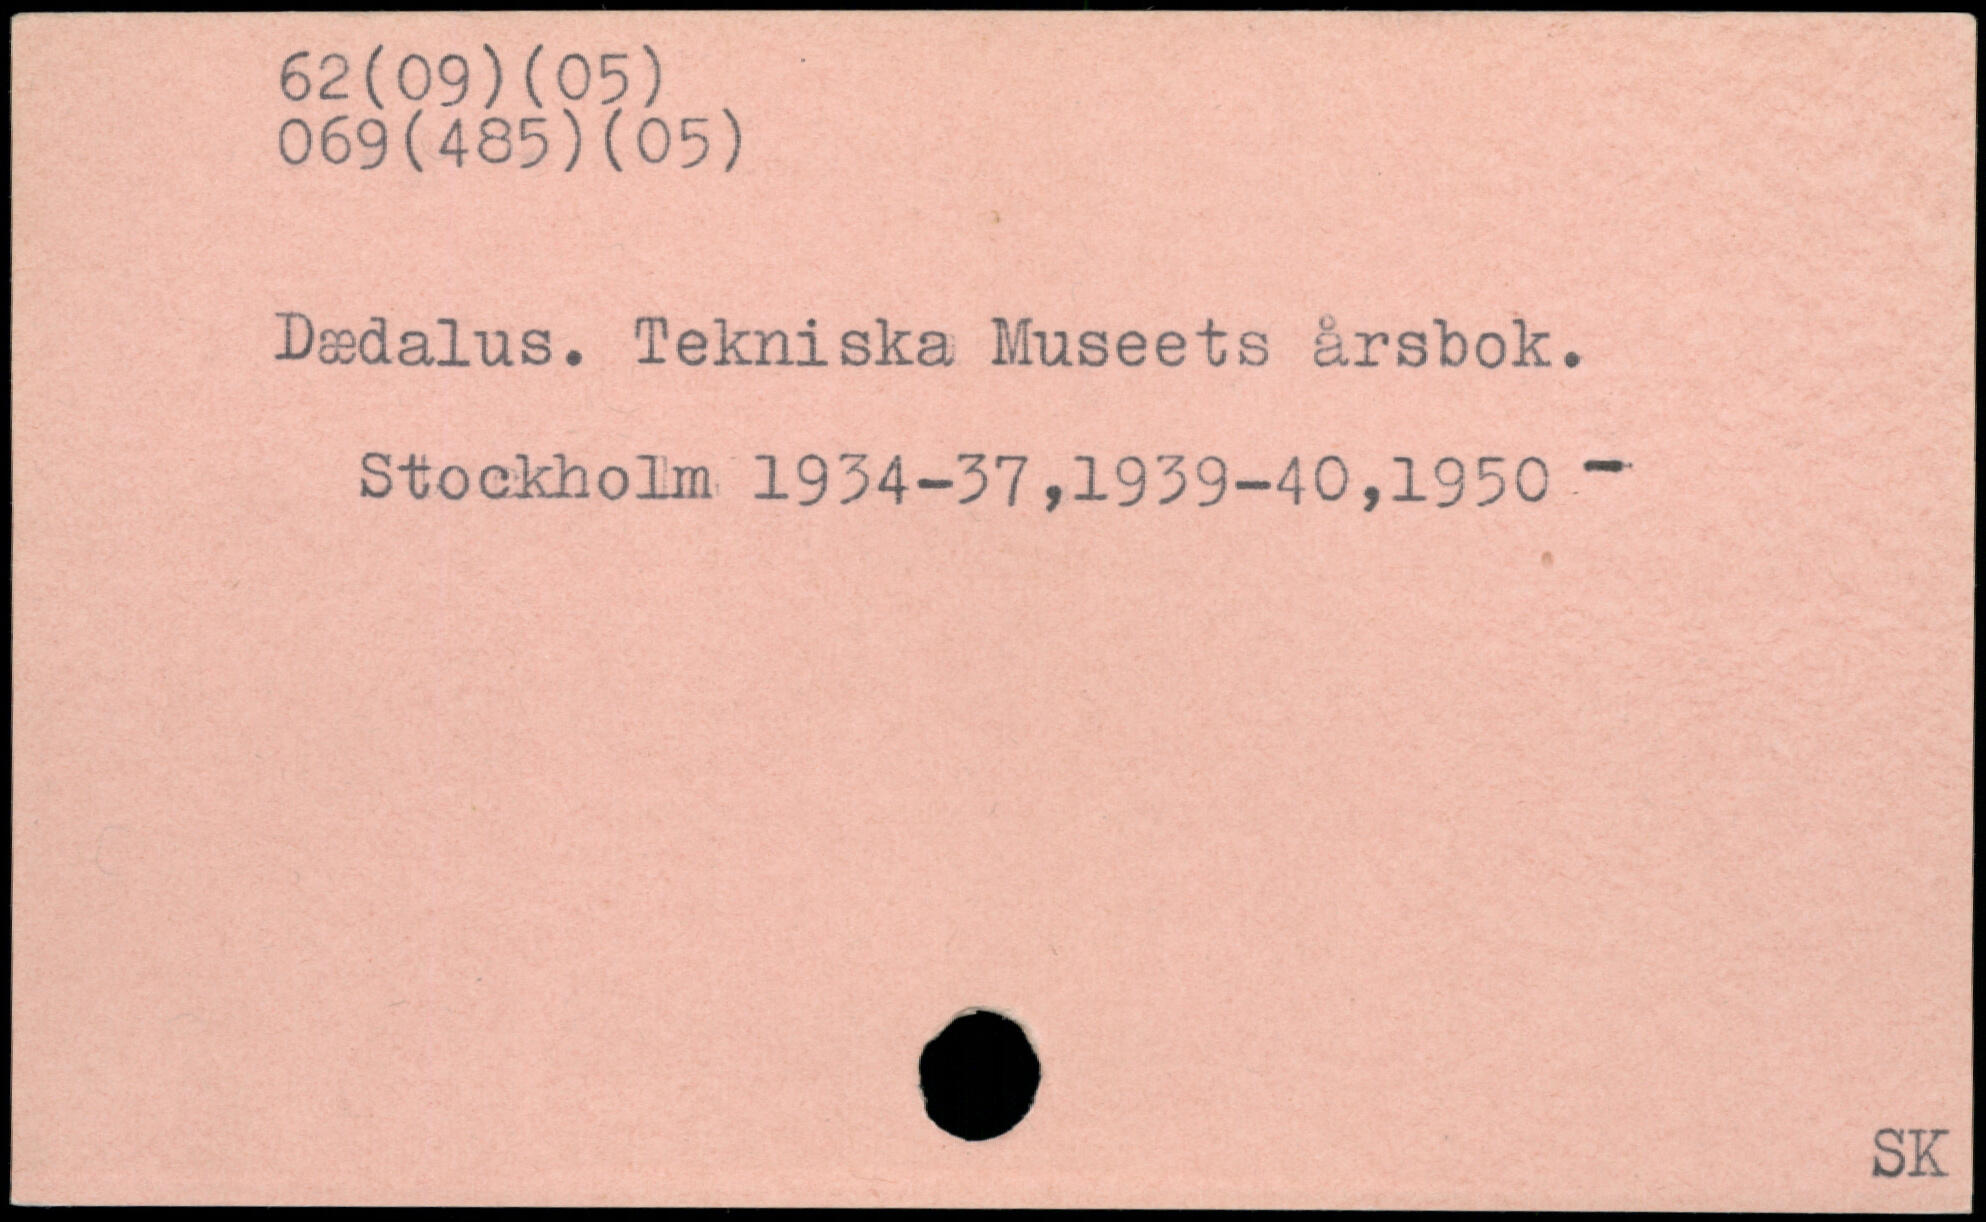 62(09)(05)
069(485)(05)
Dædalus. Tekniska Museets årsbok.
Stockholm 1934-37,1939-40,1950 -
SK